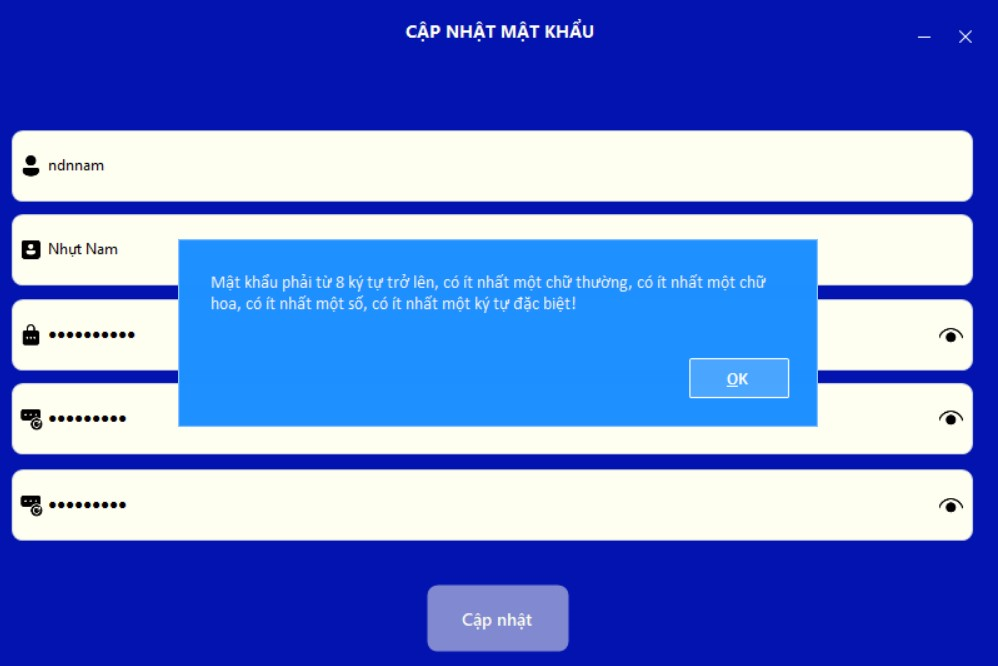 CẬP NHẬT MẬT KHẨU
ndnnam
Nhựt Nam
Mật khẩu phải từ 8 ký tự trở lên, có ít nhất một chữ thường, có ít nhất một chữ
hoa, có ít nhất một số, có ít nhất một ký tự đặc biệt!
OK
••••••••••
•••••••••
•••••••••
Cập nhật